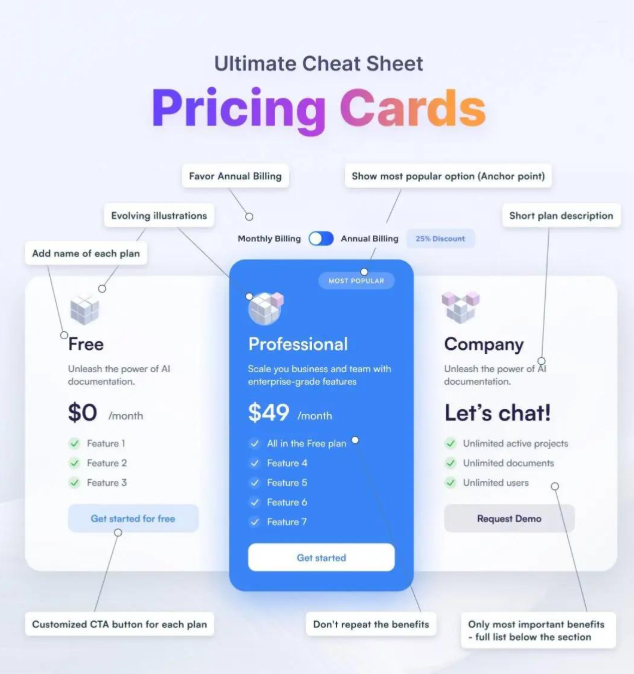 Ultimate Cheat Sheet
Pricing Cards
Favor Annual Billing
Show most popular option (Anchor point)
Evolving illustrations
Short plan description
Add name of each plan
Monthly Billing
Annual Billing
25% Discount
Free
Unleash the power of AI
documentation.
$0 /month
Feature 1
Feature 2
Feature 3
Get started for free
MOST POPULAR
Professional
Scale you business and team with
enterprise-grade features
$49 /month
All in the Free plan
Feature 4
Feature 5
Feature 6
Feature 7
Get started
Company
Unleash the power of AI
documentation.
Let's chat!
Unlimited active projects
Unlimited documents
Unlimited users
Request Demo
Customized CTA button for each plan
Don't repeat the benefits
Only most important benefits
- full list below the section